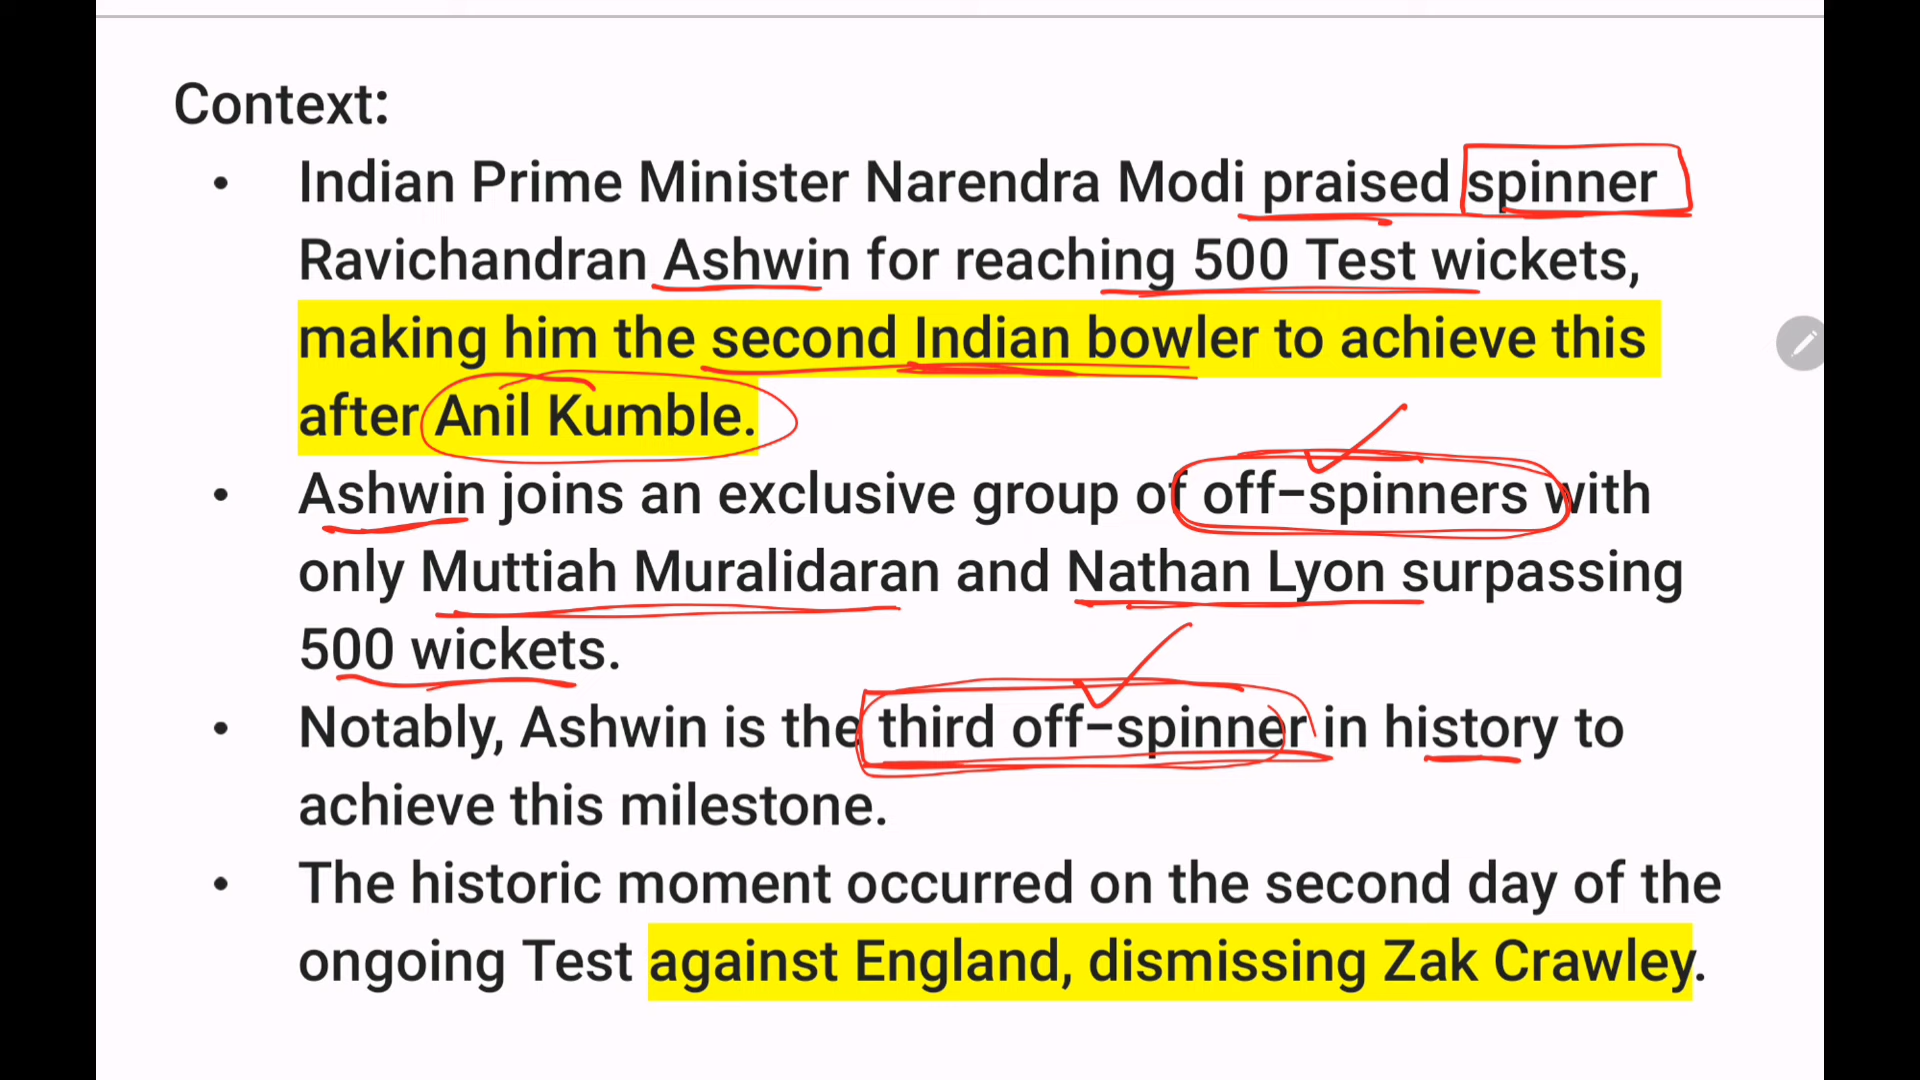 Context:
• Indian Prime Minister Narendra Modi praised spinner
Ravichandran Ashwin for reaching 500 Test wickets,
making him the second Indian bowler to achieve this
after Anil Kumble.
• Ashwin joins an exclusive group of off–spinners with
only Muttiah Muralidaran and Nathan Lyon surpassing
500 wickets.
• Notably, Ashwin is the third off–spinner in history to
achieve this milestone.
• The historic moment occurred on the second day of the
ongoing Test against England, dismissing Zak Crawley.